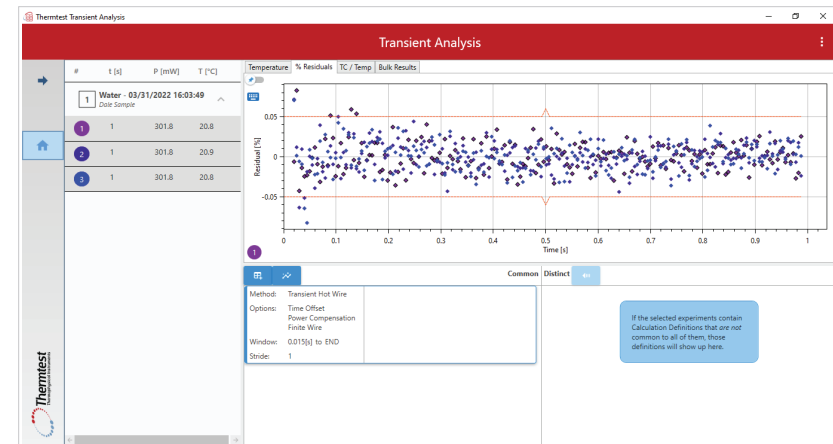 Thermtest Transient Analysis
Transient Analysis
# t [s] P [mW] T [°C]
1 Water - 03/31/2022 16:03:49
Dale Sample
1 1 301.8 20.8
2 1 301.8 20.9
3 1 301.8 20.8
Temperature % Residuals TC / Temp Bulk Results
Residual [%]
0.05
0
-0.05
0 0.1 0.2 0.3 0.4 0.5 0.6 0.7 0.8 0.9 1
Time [s]
1
Common Distinct
Method: Transient Hot Wire
Options: Time Offset
Power Compensation
Finite Wire
Window: 0.015[s] to END
Stride: 1
If the selected experiments contain
Calculation Definitions that are not
common to all of them, those
definitions will show up here.
Thermtest